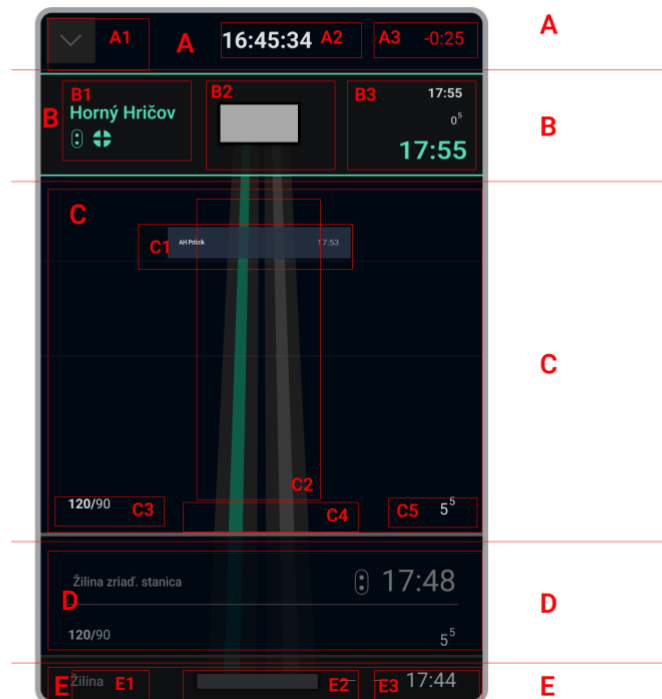 A1 A 16:45:34 A2 A3 -0:25 A
B1 B2 B3 17:55
B Horný Hričov 0⁵ B
17:55
C
C1 AH Prílník 17:53
C
C2
120/90 C3 C4 C5 5⁵
Žilina zriaď. stanica 17:48
D D
120/90 5⁵
E Žilina E1 E2 E3 17:44 E